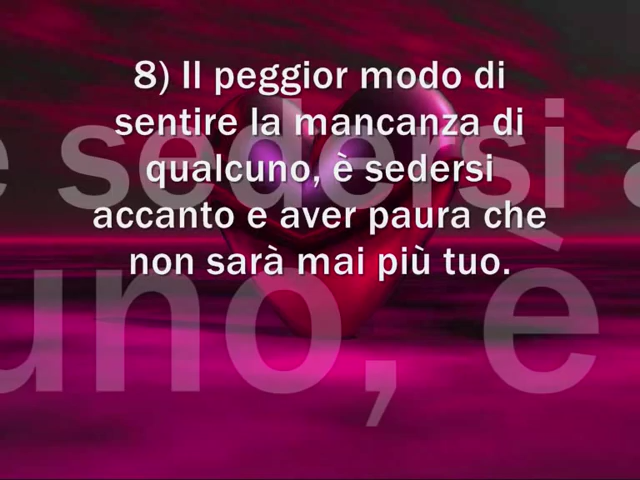 8) Il peggior modo di
sentire la mancanza di
qualcuno, è sedersi
accanto e aver paura che
non sarà mai più tuo.
e sedersi a
uno, è